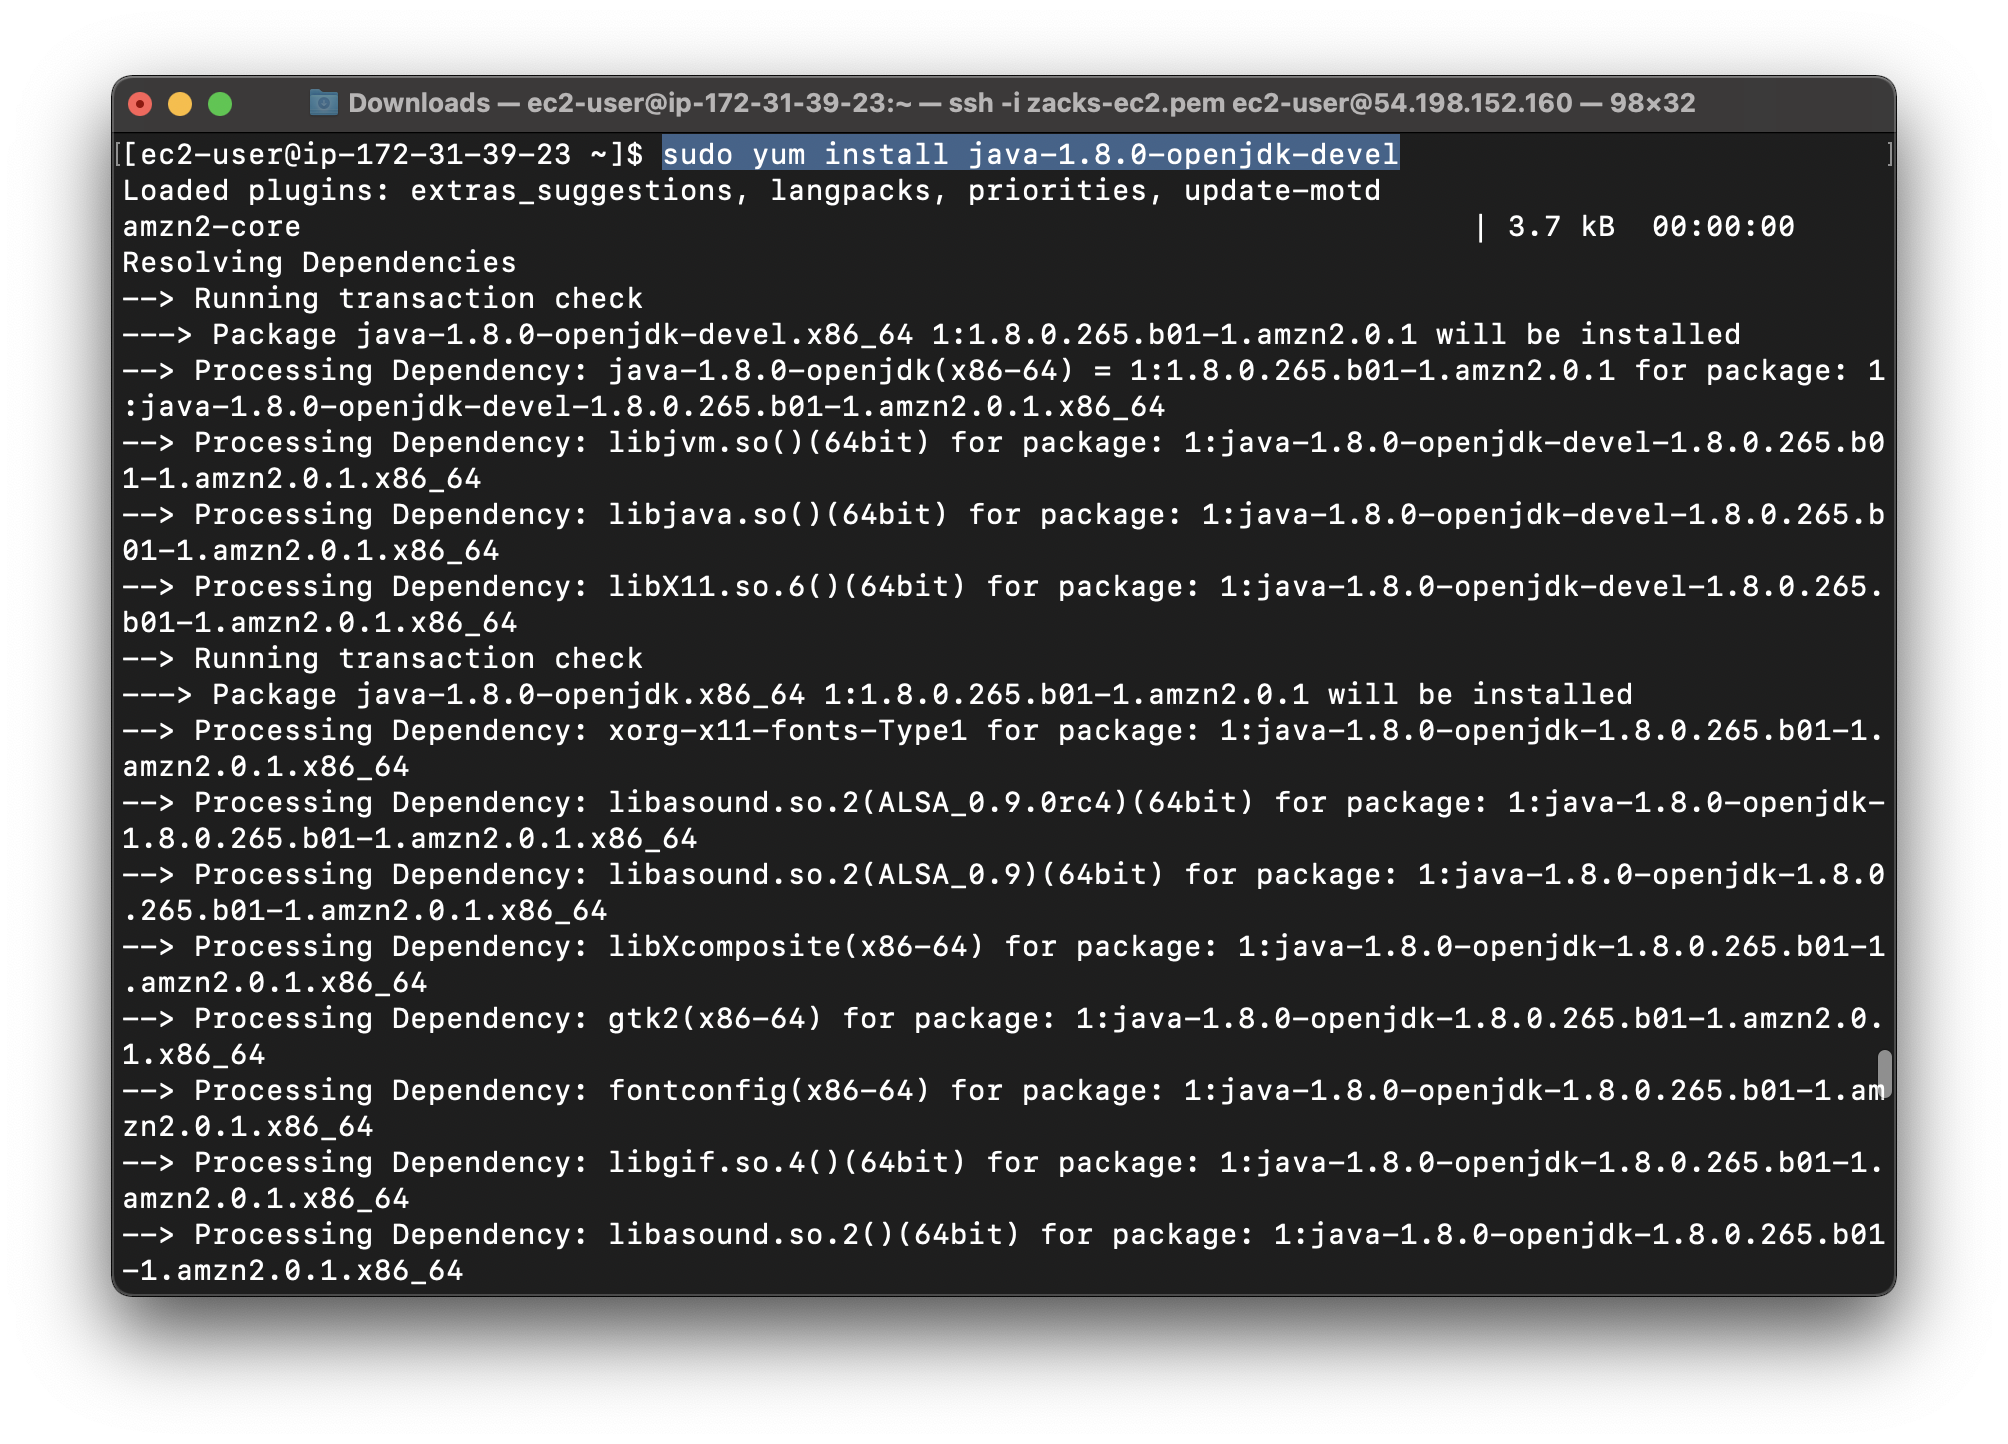 Downloads — ec2-user@ip-172-31-39-23:~ — ssh -i zacks-ec2.pem ec2-user@54.198.152.160 — 98×32
[[ec2-user@ip-172-31-39-23 ~]$ sudo yum install java-1.8.0-openjdk-devel ]
Loaded plugins: extras_suggestions, langpacks, priorities, update-motd
amzn2-core | 3.7 kB 00:00:00
Resolving Dependencies
--> Running transaction check
---> Package java-1.8.0-openjdk-devel.x86_64 1:1.8.0.265.b01-1.amzn2.0.1 will be installed
--> Processing Dependency: java-1.8.0-openjdk(x86-64) = 1:1.8.0.265.b01-1.amzn2.0.1 for package: 1
:java-1.8.0-openjdk-devel-1.8.0.265.b01-1.amzn2.0.1.x86_64
--> Processing Dependency: libjvm.so()(64bit) for package: 1:java-1.8.0-openjdk-devel-1.8.0.265.b0
1-1.amzn2.0.1.x86_64
--> Processing Dependency: libjava.so()(64bit) for package: 1:java-1.8.0-openjdk-devel-1.8.0.265.b
01-1.amzn2.0.1.x86_64
--> Processing Dependency: libX11.so.6()(64bit) for package: 1:java-1.8.0-openjdk-devel-1.8.0.265.
b01-1.amzn2.0.1.x86_64
--> Running transaction check
---> Package java-1.8.0-openjdk.x86_64 1:1.8.0.265.b01-1.amzn2.0.1 will be installed
--> Processing Dependency: xorg-x11-fonts-Type1 for package: 1:java-1.8.0-openjdk-1.8.0.265.b01-1.
amzn2.0.1.x86_64
--> Processing Dependency: libasound.so.2(ALSA_0.9.0rc4)(64bit) for package: 1:java-1.8.0-openjdk-
1.8.0.265.b01-1.amzn2.0.1.x86_64
--> Processing Dependency: libasound.so.2(ALSA_0.9)(64bit) for package: 1:java-1.8.0-openjdk-1.8.0
.265.b01-1.amzn2.0.1.x86_64
--> Processing Dependency: libXcomposite(x86-64) for package: 1:java-1.8.0-openjdk-1.8.0.265.b01-1
.amzn2.0.1.x86_64
--> Processing Dependency: gtk2(x86-64) for package: 1:java-1.8.0-openjdk-1.8.0.265.b01-1.amzn2.0.
1.x86_64
--> Processing Dependency: fontconfig(x86-64) for package: 1:java-1.8.0-openjdk-1.8.0.265.b01-1.am
zn2.0.1.x86_64
--> Processing Dependency: libgif.so.4()(64bit) for package: 1:java-1.8.0-openjdk-1.8.0.265.b01-1.
amzn2.0.1.x86_64
--> Processing Dependency: libasound.so.2()(64bit) for package: 1:java-1.8.0-openjdk-1.8.0.265.b01
-1.amzn2.0.1.x86_64